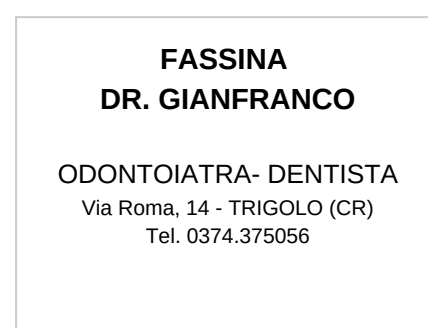 FASSINA
DR. GIANFRANCO
ODONTOIATRA- DENTISTA
Via Roma, 14 - TRIGOLO (CR)
Tel. 0374.375056